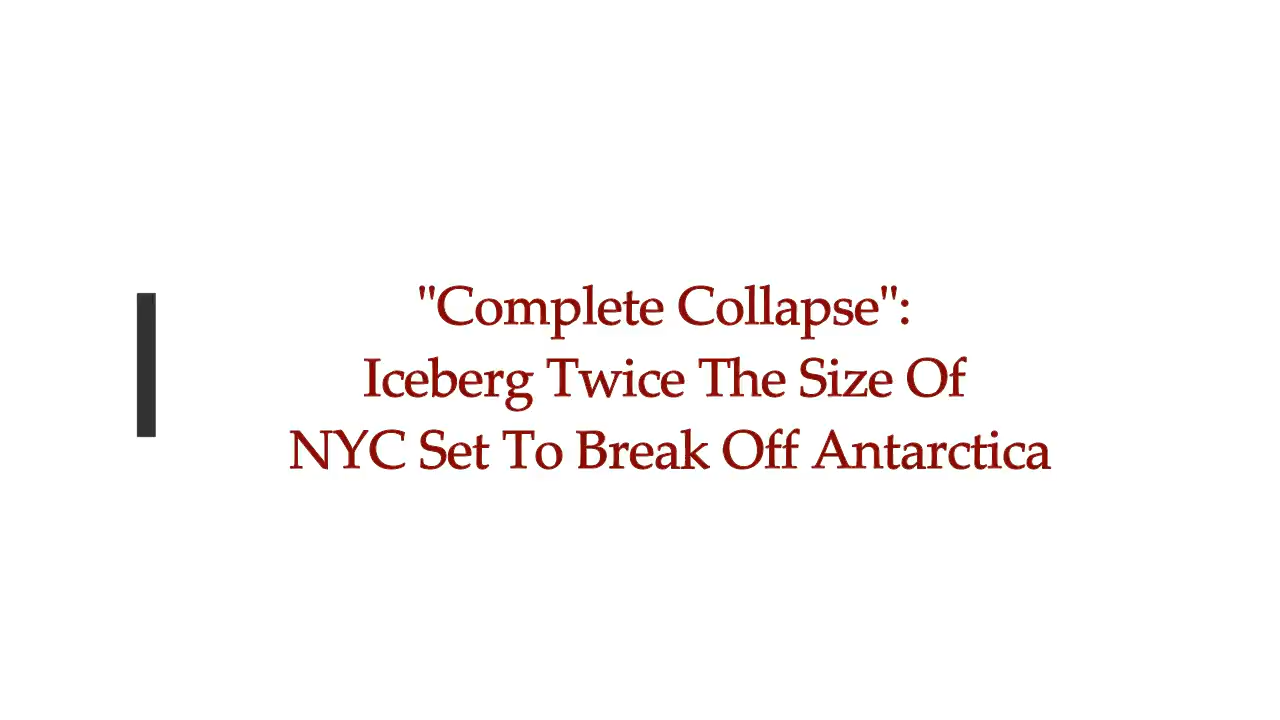 "Complete Collapse":
Iceberg Twice The Size Of
NYC Set To Break Off Antarctica